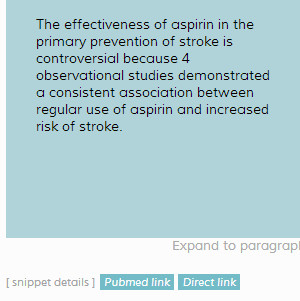 The effectiveness of aspirin in the
primary prevention of stroke is
controversial because 4
observational studies demonstrated
a consistent association between
regular use of aspirin and increased
risk of stroke.
Expand to paragraph
[ snippet details ] Pubmed link Direct link